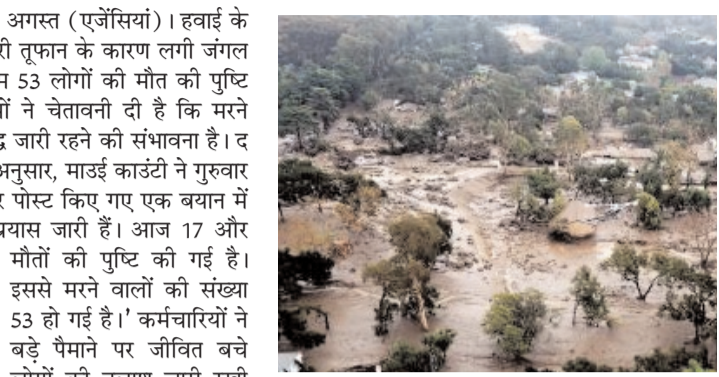 अगस्त (एजेंसियां)। हवाई के
तूफान के कारण लगी जंगल
53 लोगों की मौत की पुष्टि
ने चेतावनी दी है कि मरने
जारी रहने की संभावना है। द
अनुसार, माउई काउंटी ने गुरुवार
पोस्ट किए गए एक बयान में
प्रयास जारी हैं। आज 17 और
मौतों की पुष्टि की गई है।
इससे मरने वालों की संख्या
53 हो गई है।' कर्मचारियों ने
बड़े पैमाने पर जीवित बचे